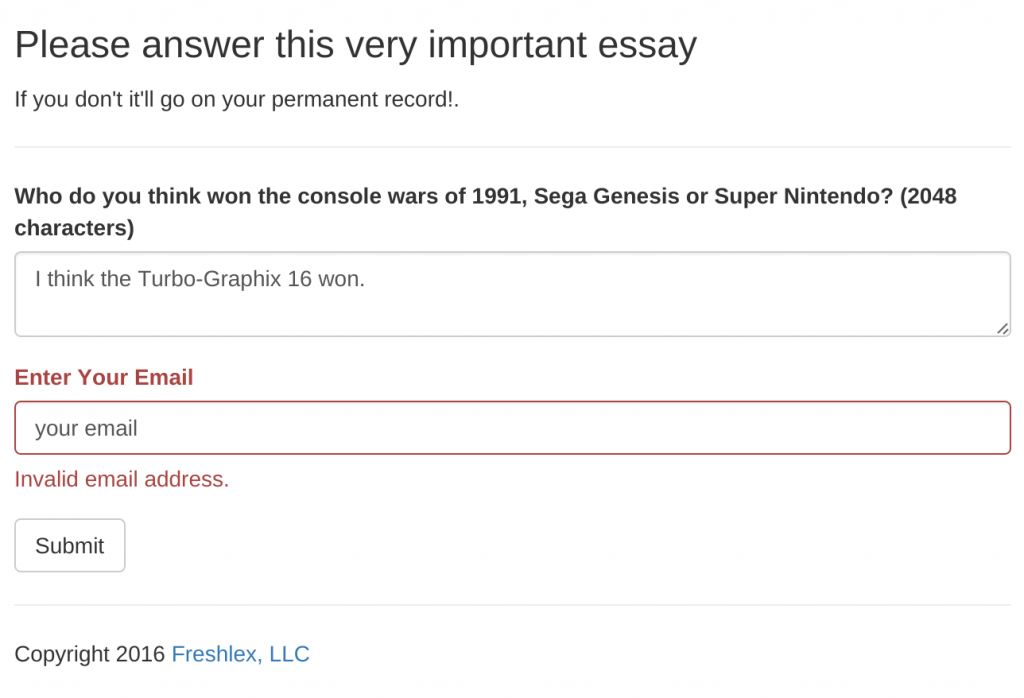 Please answer this very important essay
If you don't it'll go on your permanent record!.
Who do you think won the console wars of 1991, Sega Genesis or Super Nintendo? (2048
characters)
I think the Turbo-Graphix 16 won.
Enter Your Email
your email
Invalid email address.
Submit
Copyright 2016 Freshlex, LLC